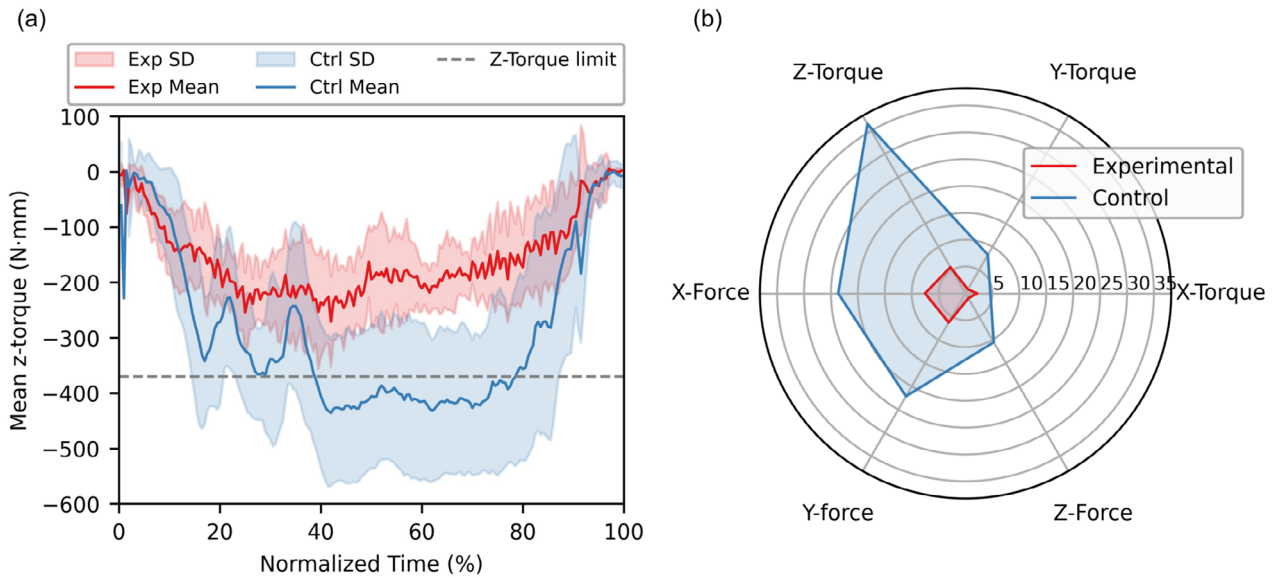 (a)
Exp SD
Ctrl SD
Z-Torque limit
Exp Mean
Ctrl Mean
100
0
−100
−200
−300
−400
−500
−600
Mean z-torque (N·mm)
0
20
40
60
80
100
Normalized Time (%)
(b)
Z-Torque
Y-Torque
Experimental
Control
X-Force
5
10
15
20
25
30
35
X-Torque
Y-force
Z-Force